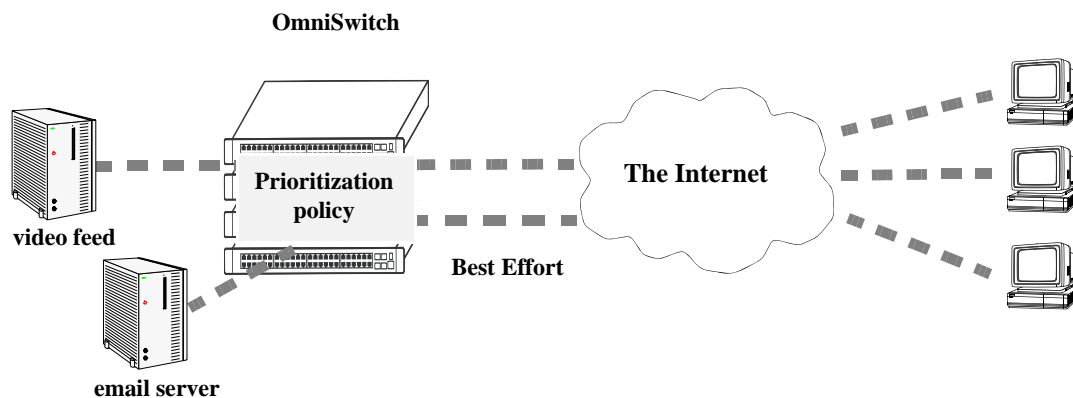 OmniSwitch
Prioritization
policy
The Internet
video feed
Best Effort
email server